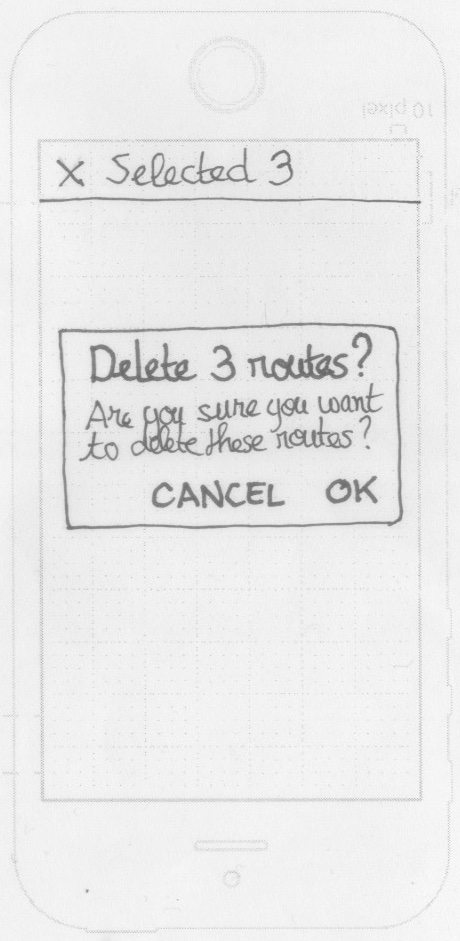 10 pixel
X Selected 3
Delete 3 routes?
Are you sure you want
to delete these routes?
CANCEL OK